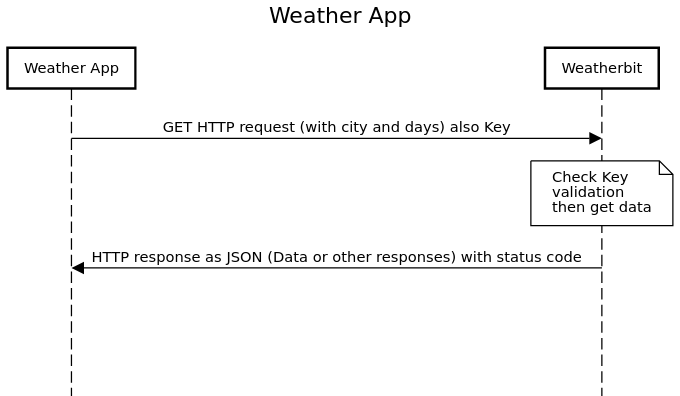 Weather App
Weather App
Weatherbit
GET HTTP request (with city and days) also Key
Check Key
validation
then get data
HTTP response as JSON (Data or other responses) with status code